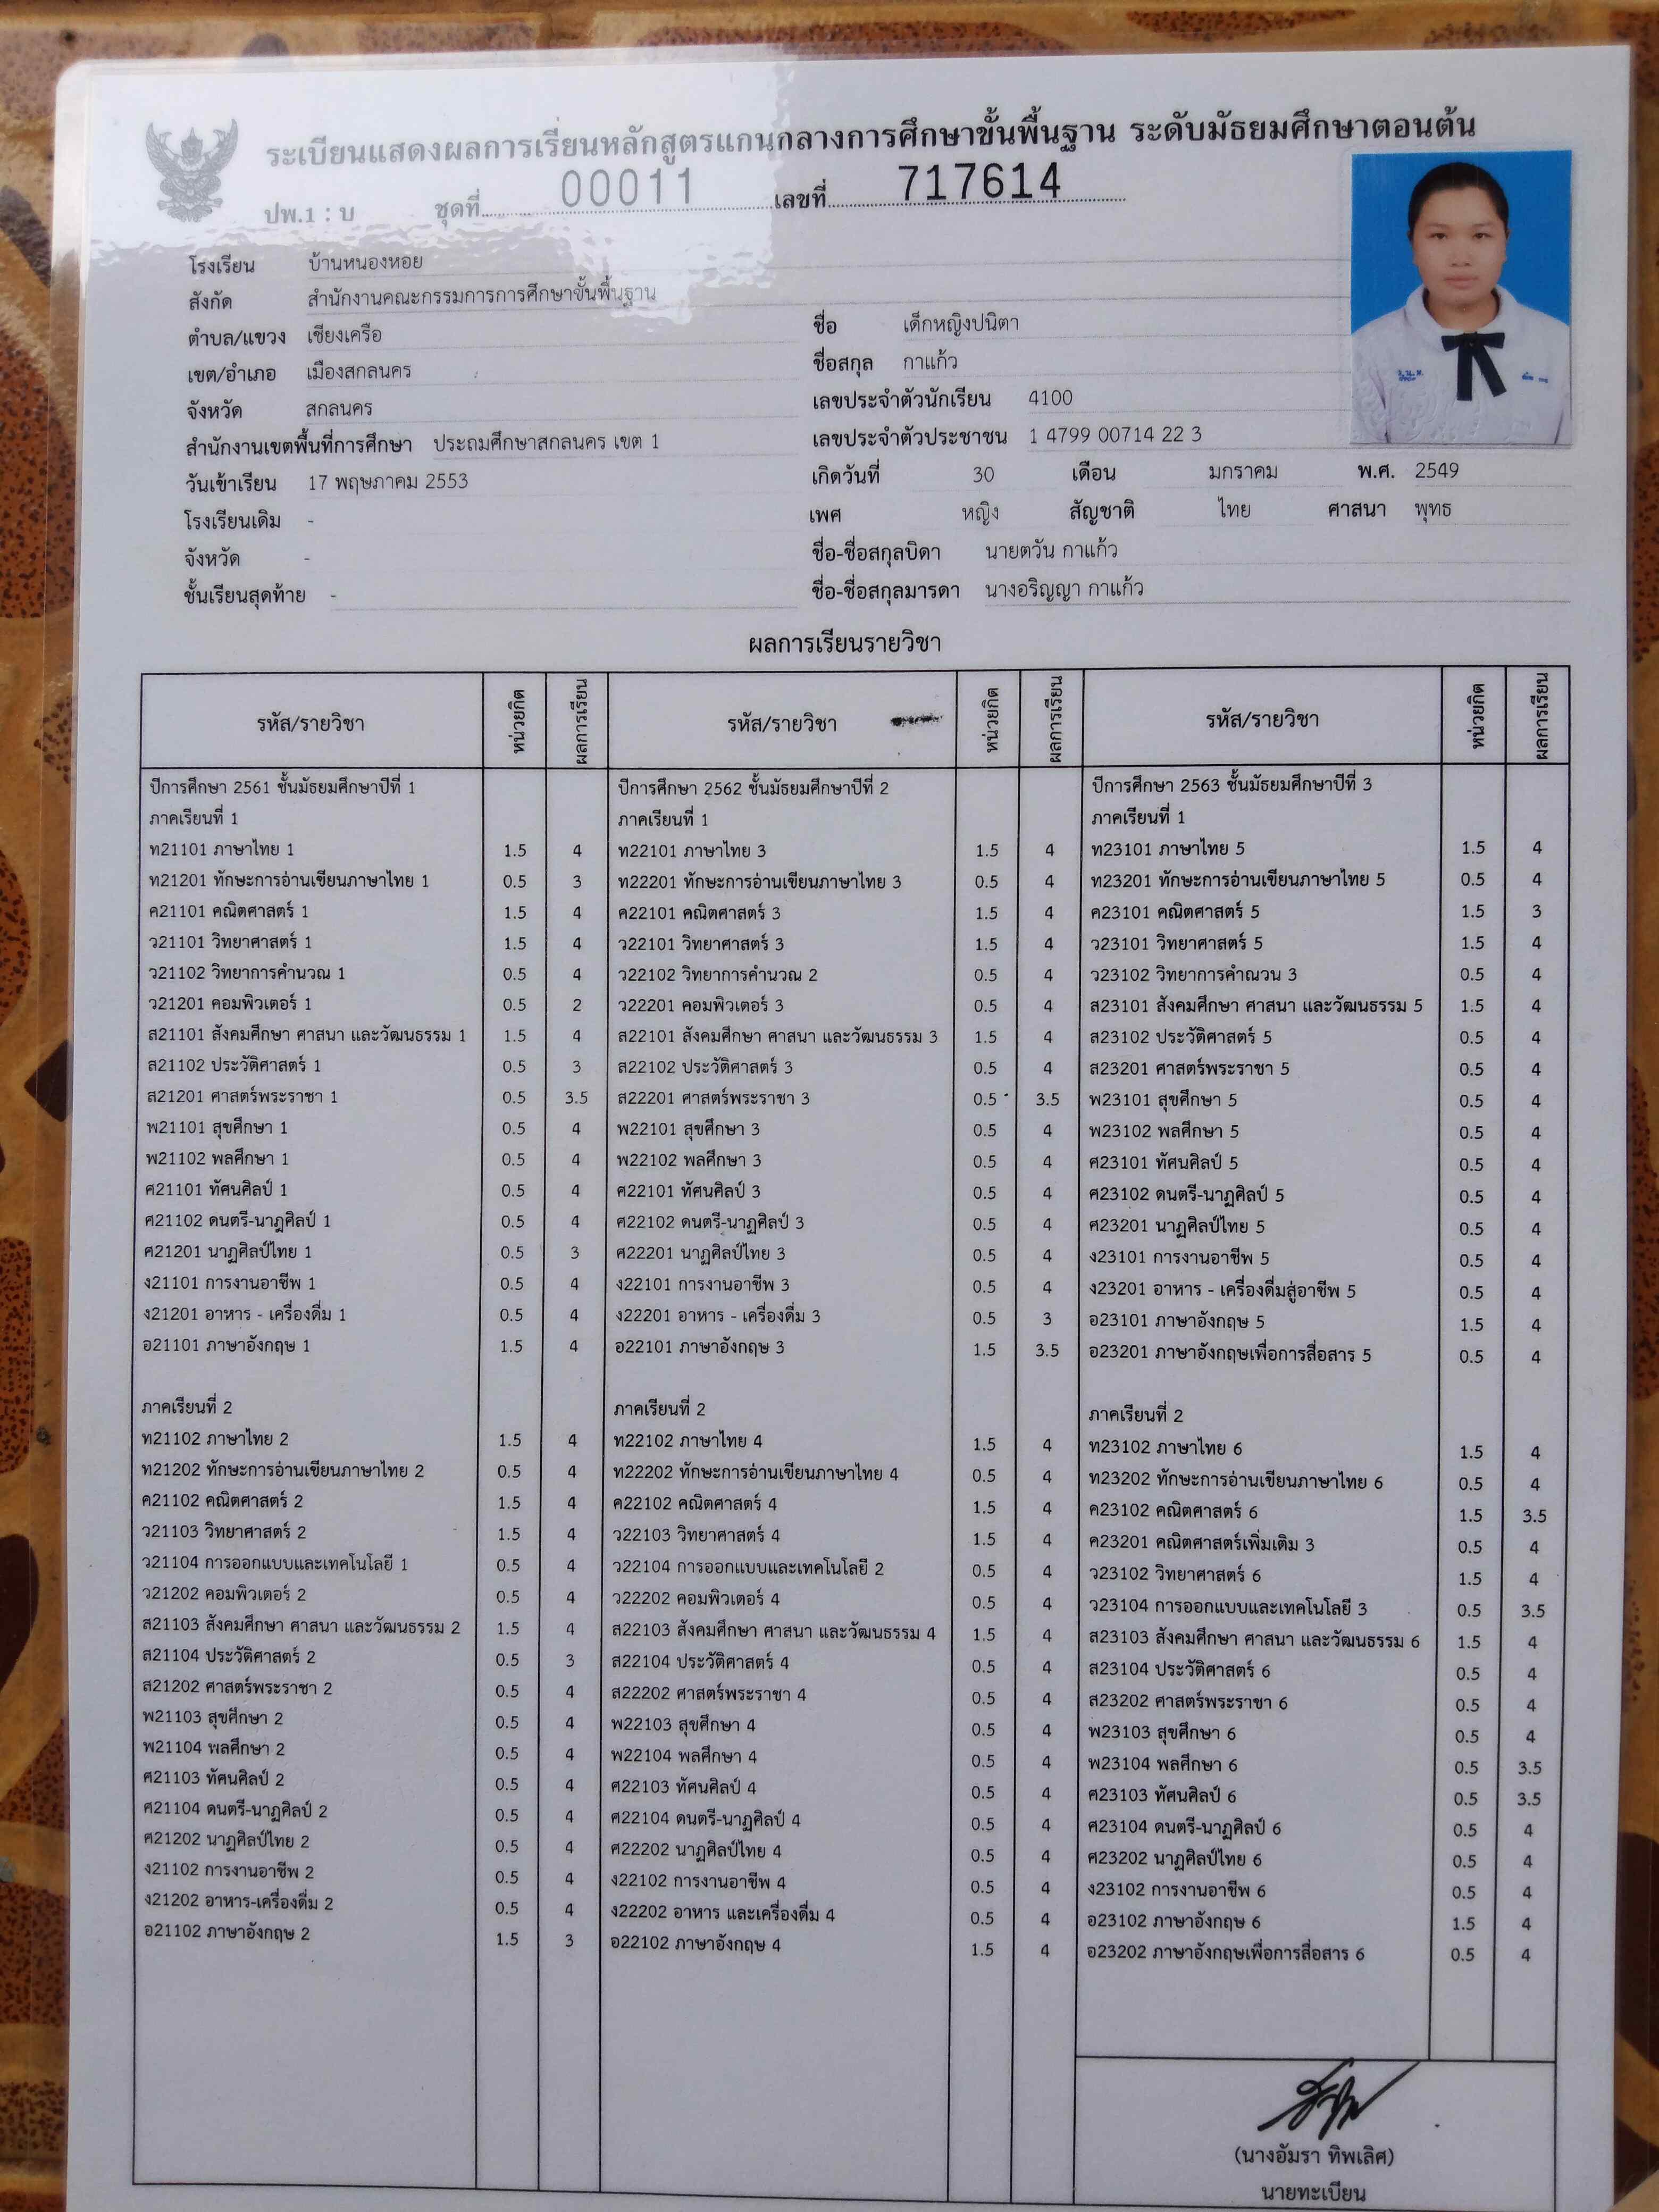 ระเบียนแสดงผลการเรียนหลักสูตรแกนกลางการศึกษาขั้นพื้นฐาน ระดับมัธยมศึกษาตอนต้น
ปพ.1 : บ ชุดที่ 00011 เลขที่ 717614
โรงเรียน บ้านหนองหอย
สังกัด สำนักงานคณะกรรมการการศึกษาขั้นพื้นฐาน
ตำบล/แขวง เชียงเครือ
เขต/อำเภอ เมืองสกลนคร
จังหวัด สกลนคร
สำนักงานเขตพื้นที่การศึกษา ประถมศึกษาสกลนคร เขต 1
วันเข้าเรียน 17 พฤษภาคม 2553
โรงเรียนเดิม -
จังหวัด -
ชั้นเรียนสุดท้าย -
ชื่อ เด็กหญิงปนิตา
ชื่อสกุล กาแก้ว
เลขประจำตัวนักเรียน 4100
เลขประจำตัวประชาชน 1 4799 00714 22 3
เกิดวันที่ 30 เดือน มกราคม พ.ศ. 2549
เพศ หญิง สัญชาติ ไทย ศาสนา พุทธ
ชื่อ-ชื่อสกุลบิดา นายตวัน กาแก้ว
ชื่อ-ชื่อสกุลมารดา นางอริญญา กาแก้ว
ผลการเรียนรายวิชา
รหัส/รายวิชา หน่วยกิต ผลการเรียน
ปีการศึกษา 2561 ชั้นมัธยมศึกษาปีที่ 1
ภาคเรียนที่ 1
ท21101 ภาษาไทย 1 1.5 4
ท21201 ทักษะการอ่านเขียนภาษาไทย 1 0.5 3
ค21101 คณิตศาสตร์ 1 1.5 4
ว21101 วิทยาศาสตร์ 1 1.5 4
ว21102 วิทยาการคำนวณ 1 0.5 4
ว21201 คอมพิวเตอร์ 1 0.5 2
ส21101 สังคมศึกษา ศาสนา และวัฒนธรรม 1 1.5 4
ส21102 ประวัติศาสตร์ 1 0.5 3
ส21201 ศาสตร์พระราชา 1 0.5 3.5
พ21101 สุขศึกษา 1 0.5 4
พ21102 พลศึกษา 1 0.5 4
ศ21101 ทัศนศิลป์ 1 0.5 4
ศ21102 ดนตรี-นาฏศิลป์ 1 0.5 4
ศ21201 นาฏศิลป์ไทย 1 0.5 3
ง21101 การงานอาชีพ 1 0.5 4
ง21201 อาหาร - เครื่องดื่ม 1 0.5 4
อ21101 ภาษาอังกฤษ 1 1.5 4
ภาคเรียนที่ 2
ท21102 ภาษาไทย 2 1.5 4
ท21202 ทักษะการอ่านเขียนภาษาไทย 2 0.5 4
ค21102 คณิตศาสตร์ 2 1.5 4
ว21103 วิทยาศาสตร์ 2 1.5 4
ว21104 การออกแบบและเทคโนโลยี 1 0.5 4
ว21202 คอมพิวเตอร์ 2 0.5 4
ส21103 สังคมศึกษา ศาสนา และวัฒนธรรม 2 1.5 4
ส21104 ประวัติศาสตร์ 2 0.5 3
ส21202 ศาสตร์พระราชา 2 0.5 4
พ21103 สุขศึกษา 2 0.5 4
พ21104 พลศึกษา 2 0.5 4
ศ21103 ทัศนศิลป์ 2 0.5 4
ศ21104 ดนตรี-นาฏศิลป์ 2 0.5 4
ศ21202 นาฏศิลป์ไทย 2 0.5 4
ง21102 การงานอาชีพ 2 0.5 4
ง21202 อาหาร-เครื่องดื่ม 2 0.5 4
อ21102 ภาษาอังกฤษ 2 1.5 3
รหัส/รายวิชา หน่วยกิต ผลการเรียน
ปีการศึกษา 2562 ชั้นมัธยมศึกษาปีที่ 2
ภาคเรียนที่ 1
ท22101 ภาษาไทย 3 1.5 4
ท22201 ทักษะการอ่านเขียนภาษาไทย 3 0.5 4
ค22101 คณิตศาสตร์ 3 1.5 4
ว22101 วิทยาศาสตร์ 3 1.5 4
ว22102 วิทยาการคำนวณ 2 0.5 4
ว22201 คอมพิวเตอร์ 3 0.5 4
ส22101 สังคมศึกษา ศาสนา และวัฒนธรรม 3 1.5 4
ส22102 ประวัติศาสตร์ 3 0.5 4
ส22201 ศาสตร์พระราชา 3 0.5 3.5
พ22101 สุขศึกษา 3 0.5 4
พ22102 พลศึกษา 3 0.5 4
ศ22101 ทัศนศิลป์ 3 0.5 4
ศ22102 ดนตรี-นาฏศิลป์ 3 0.5 4
ศ22201 นาฏศิลป์ไทย 3 0.5 4
ง22101 การงานอาชีพ 3 0.5 4
ง22201 อาหาร - เครื่องดื่ม 3 0.5 3
อ22101 ภาษาอังกฤษ 3 1.5 3.5
ภาคเรียนที่ 2
ท22102 ภาษาไทย 4 1.5 4
ท22202 ทักษะการอ่านเขียนภาษาไทย 4 0.5 4
ค22102 คณิตศาสตร์ 4 1.5 4
ว22103 วิทยาศาสตร์ 4 1.5 4
ว22104 การออกแบบและเทคโนโลยี 2 0.5 4
ว22202 คอมพิวเตอร์ 4 0.5 4
ส22103 สังคมศึกษา ศาสนา และวัฒนธรรม 4 1.5 4
ส22104 ประวัติศาสตร์ 4 0.5 4
ส22202 ศาสตร์พระราชา 4 0.5 4
พ22103 สุขศึกษา 4 0.5 4
พ22104 พลศึกษา 4 0.5 4
ศ22103 ทัศนศิลป์ 4 0.5 4
ศ22104 ดนตรี-นาฏศิลป์ 4 0.5 4
ศ22202 นาฏศิลป์ไทย 4 0.5 4
ง22102 การงานอาชีพ 4 0.5 4
ง22202 อาหาร และเครื่องดื่ม 4 0.5 4
อ22102 ภาษาอังกฤษ 4 1.5 4
รหัส/รายวิชา หน่วยกิต ผลการเรียน
ปีการศึกษา 2563 ชั้นมัธยมศึกษาปีที่ 3
ภาคเรียนที่ 1
ท23101 ภาษาไทย 5 1.5 4
ท23201 ทักษะการอ่านเขียนภาษาไทย 5 0.5 4
ค23101 คณิตศาสตร์ 5 1.5 3
ว23101 วิทยาศาสตร์ 5 1.5 4
ว23102 วิทยาการคำณวน 3 0.5 4
ส23101 สังคมศึกษา ศาสนา และวัฒนธรรม 5 1.5 4
ส23102 ประวัติศาสตร์ 5 0.5 4
ส23201 ศาสตร์พระราชา 5 0.5 4
พ23101 สุขศึกษา 5 0.5 4
พ23102 พลศึกษา 5 0.5 4
ศ23101 ทัศนศิลป์ 5 0.5 4
ศ23102 ดนตรี-นาฏศิลป์ 5 0.5 4
ศ23201 นาฏศิลป์ไทย 5 0.5 4
ง23101 การงานอาชีพ 5 0.5 4
ง23201 อาหาร - เครื่องดื่มสู่อาชีพ 5 0.5 4
อ23101 ภาษาอังกฤษ 5 1.5 4
อ23201 ภาษาอังกฤษเพื่อการสื่อสาร 5 0.5 4
ภาคเรียนที่ 2
ท23102 ภาษาไทย 6 1.5 4
ท23202 ทักษะการอ่านเขียนภาษาไทย 6 0.5 4
ค23102 คณิตศาสตร์ 6 1.5 3.5
ค23201 คณิตศาสตร์เพิ่มเติม 3 0.5 4
ว23102 วิทยาศาสตร์ 6 1.5 4
ว23104 การออกแบบและเทคโนโลยี 3 0.5 3.5
ส23103 สังคมศึกษา ศาสนา และวัฒนธรรม 6 1.5 4
ส23104 ประวัติศาสตร์ 6 0.5 4
ส23202 ศาสตร์พระราชา 6 0.5 4
พ23103 สุขศึกษา 6 0.5 4
พ23104 พลศึกษา 6 0.5 3.5
ศ23103 ทัศนศิลป์ 6 0.5 3.5
ศ23104 ดนตรี-นาฏศิลป์ 6 0.5 4
ศ23202 นาฏศิลป์ไทย 6 0.5 4
ง23102 การงานอาชีพ 6 0.5 4
อ23102 ภาษาอังกฤษ 6 1.5 4
อ23202 ภาษาอังกฤษเพื่อการสื่อสาร 6 0.5 4
(นางอัมรา ทิพเลิศ)
นายทะเบียน